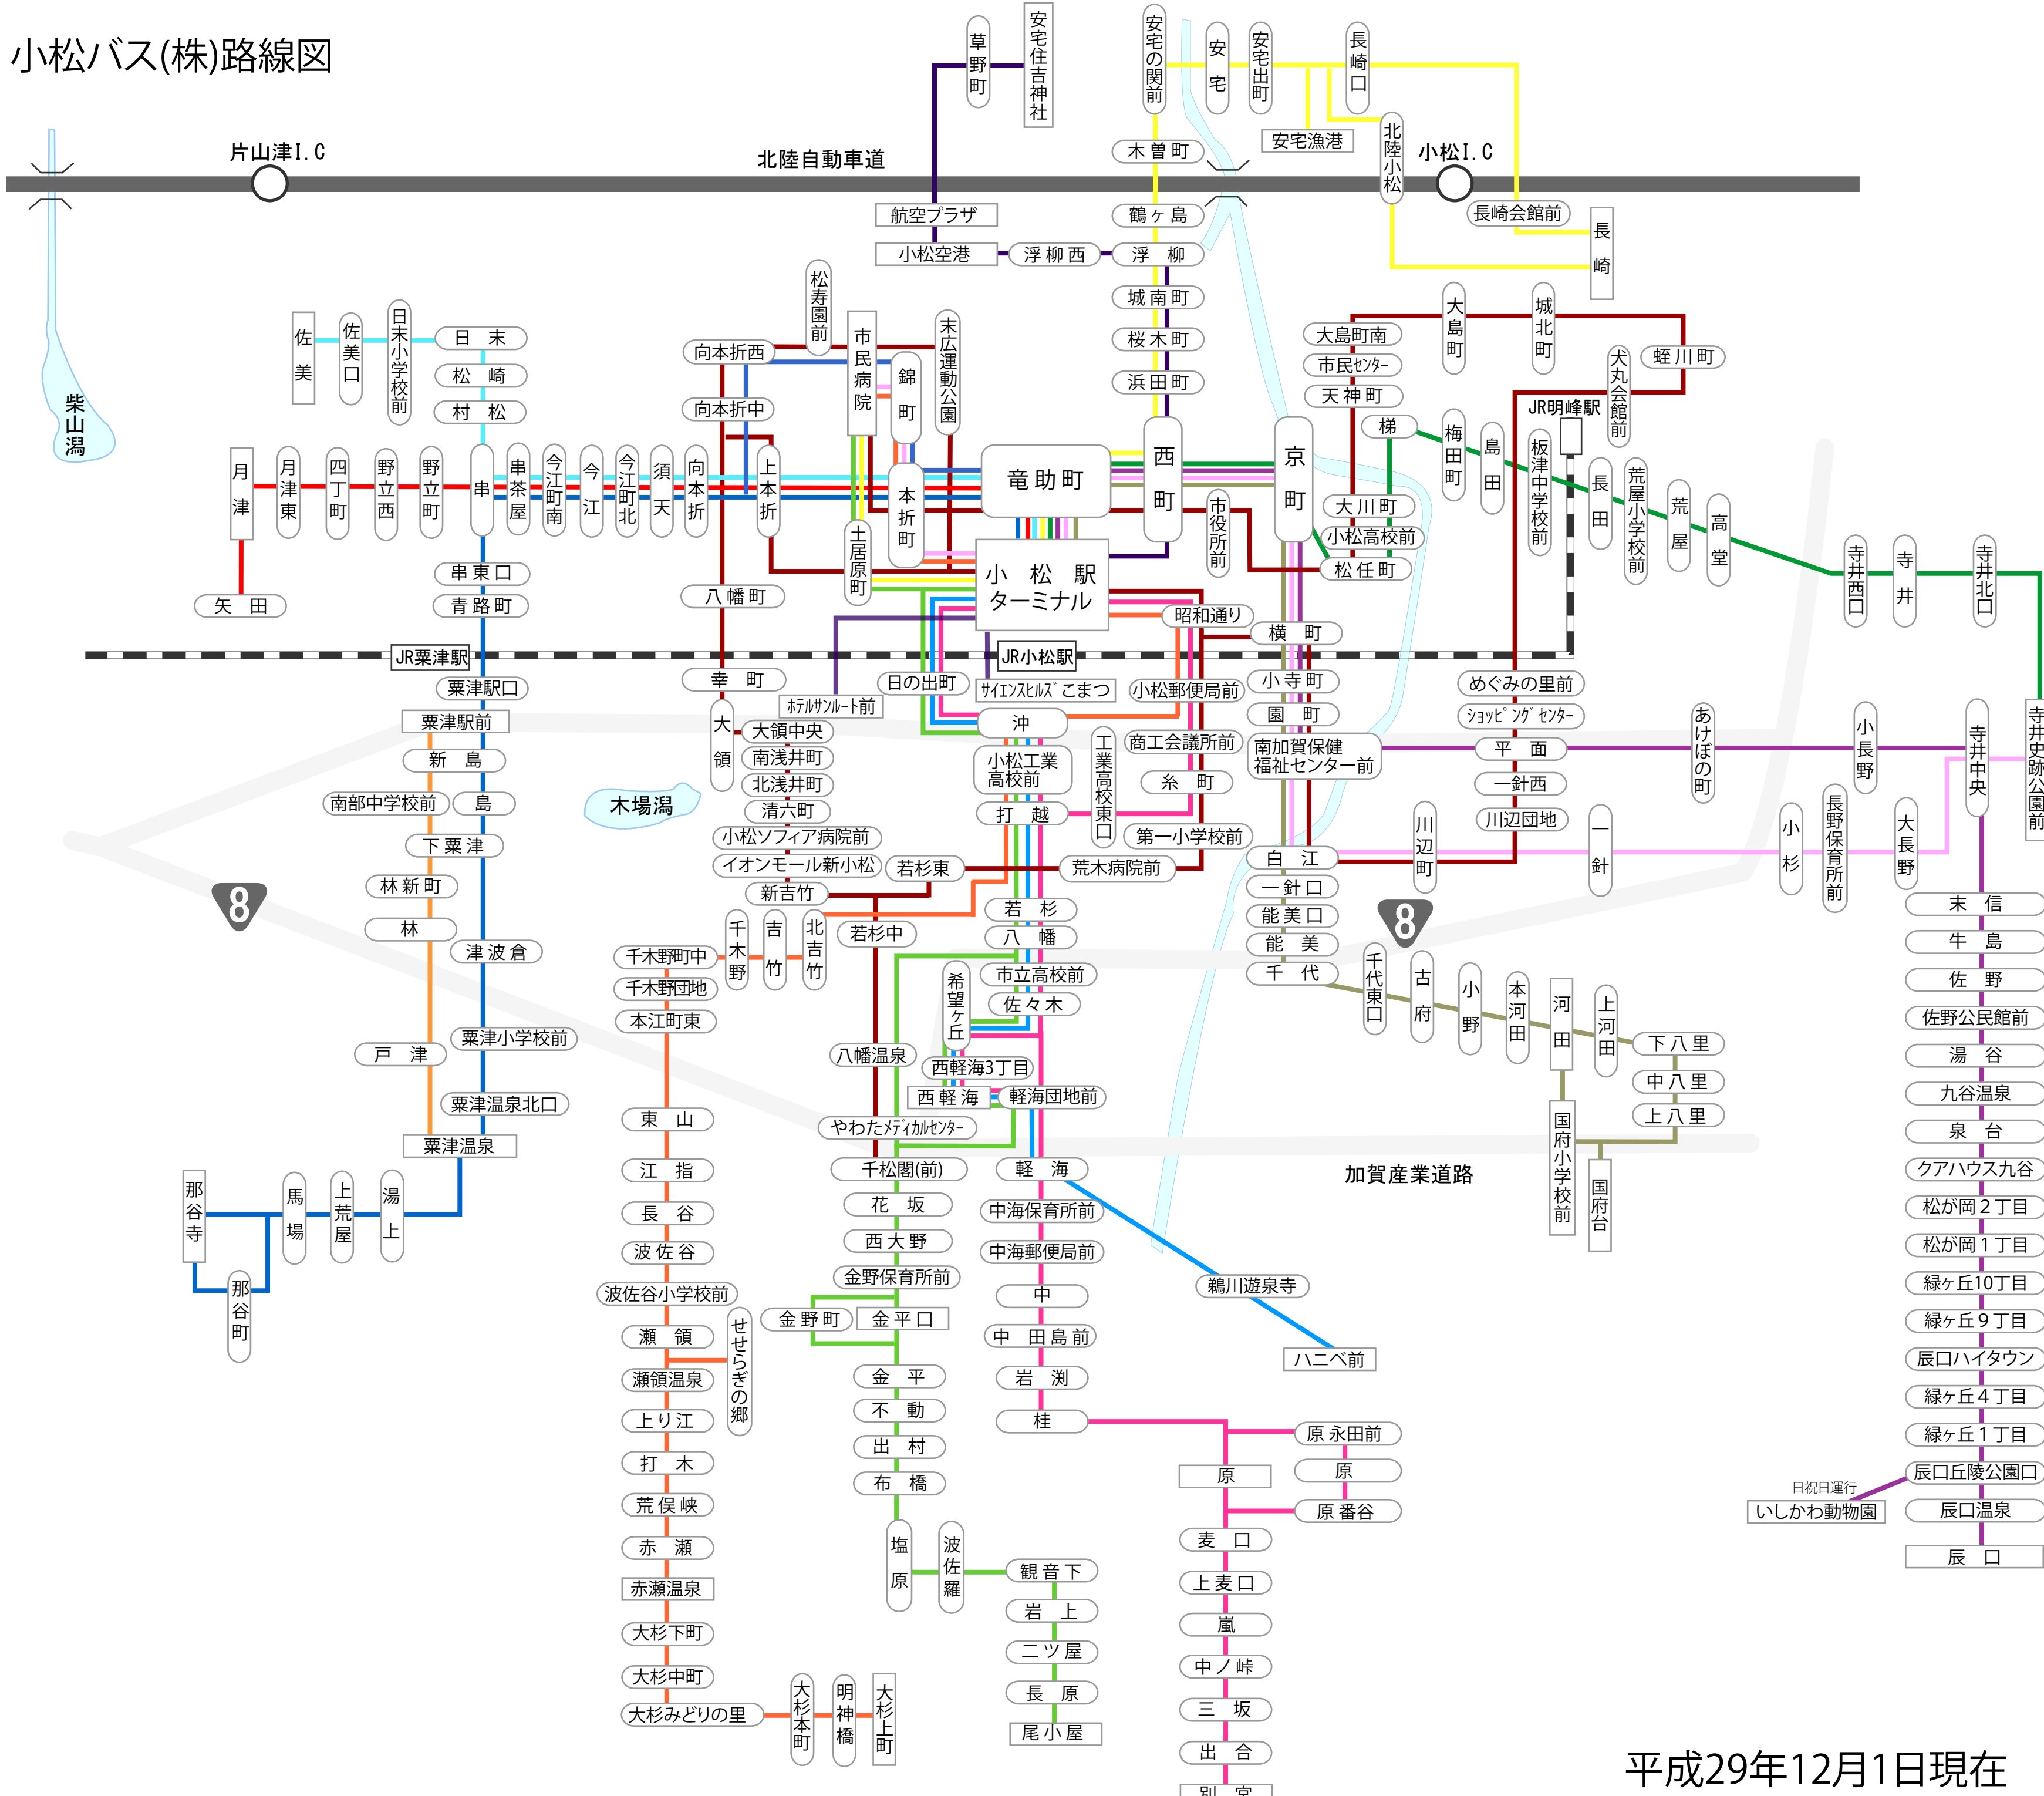 小松バス(株)路線図
草野町
安宅住吉神社
安宅の関前
安宅
安宅出町
長崎口
安宅漁港
北陸小松
木曽町
片山津I.C
北陸自動車道
小松I.C
航空プラザ
鶴ヶ島
長崎会館前
長崎
小松空港
浮柳西
浮柳
城南町
桜木町
浜田町
松寿園前
市民病院
末広運動公園
錦町
向本折西
向本折中
佐美
佐美口
日末小学校前
日末
松崎
村松
柴山潟
大島町南
市民センター
天神町
大島町
城北町
犬丸会館前
蛭川町
JR明峰駅
梯
梅田町
島田
板津中学校前
長田
荒屋小学校前
荒屋
高堂
寺井西口
寺井
寺井北口
月津
月津東
四丁町
野立西
野立町
串
串茶屋
今江町南
今江
今江町北
須天
向本折
上本折
本折町
竜助町
西町
京町
市役所前
大川町
小松高校前
松任町
土居原町
小松駅
ターミナル
矢田
串東口
青路町
八幡町
昭和通り
横町
JR粟津駅
JR小松駅
粟津駅口
幸町
日の出町
ホテルサンルート前
サイエンスヒルズこまつ
小松郵便局前
小寺町
園町
めぐみの里前
ショッピングセンター
粟津駅前
大領
大領中央
沖
工業高校東口
商工会議所前
南加賀保健
福祉センター前
平面
あけぼの町
小長野
寺井中央
寺井史跡公園前
新島
南浅井町
北浅井町
小松工業
高校前
糸町
一針西
南部中学校前
島
木場潟
清六町
打越
川辺団地
川辺町
一針
小杉
長野保育所前
大長野
下粟津
小松ソフィア病院前
第一小学校前
イオンモール新小松
若杉東
荒木病院前
白江
林新町
新吉竹
一針口
8
8
林
千木野
吉竹
北吉竹
若杉中
若杉
能美口
末信
津波倉
千木野町中
八幡
能美
牛島
千木野団地
希望ヶ丘
市立高校前
千代
千代東口
古府
小野
本河田
河田
上河田
佐野
本江町東
佐々木
佐野公民館前
粟津小学校前
戸津
八幡温泉
西軽海3丁目
下八里
湯谷
粟津温泉北口
西軽海
軽海団地前
中八里
九谷温泉
東山
やわたメディカルセンター
上八里
泉台
粟津温泉
国府小学校前
国府台
加賀産業道路
江指
千松閣(前)
軽海
クアハウス九谷
那谷寺
馬場
上荒屋
湯上
長谷
花坂
中海保育所前
松が岡２丁目
波佐谷
西大野
中海郵便局前
松が岡１丁目
那谷町
波佐谷小学校前
金野保育所前
中
鵜川遊泉寺
緑ヶ丘10丁目
せせらぎの郷
金野町
金平口
瀬領
中田島前
緑ヶ丘９丁目
ハニベ前
辰口ハイタウン
瀬領温泉
金平
岩渕
緑ヶ丘４丁目
上り江
不動
桂
原永田前
緑ヶ丘１丁目
打木
出村
原
原
辰口丘陵公園口
日祝日運行
いしかわ動物園
荒俣峡
布橋
原番谷
辰口温泉
赤瀬
塩原
波佐羅
麦口
辰口
赤瀬温泉
観音下
上麦口
大杉下町
岩上
嵐
大杉中町
二ツ屋
中ノ峠
大杉みどりの里
大杉本町
明神橋
大杉上町
長原
三坂
尾小屋
出合
別宮
平成29年12月1日現在